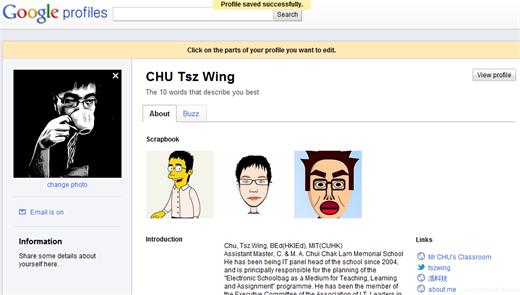 Profile saved successfully.
Google profiles
Search
Click on the parts of your profile you want to edit.
CHU Tsz Wing
View profile
The 10 words that describe you best
About
Buzz
Scrapbook
change photo
Email is on
Information
Share some details about
yourself here.
Introduction
Chu, Tsz Wing, BEd(HKIEd), MIT(CUHK)
Assistant Master, C. & M. A. Chui Chak Lam Memorial School
He has been being IT panel head of the school since 2004,
and is principally responsible for the planning of the
"Electronic Schoolbag as a Medium for Teaching, Learning
and Assignment" programme. He has been the member of
the Executive Committee of the Association of I.T. Leaders in
Links
Mr CHU's Classroom
tszwing
about.me